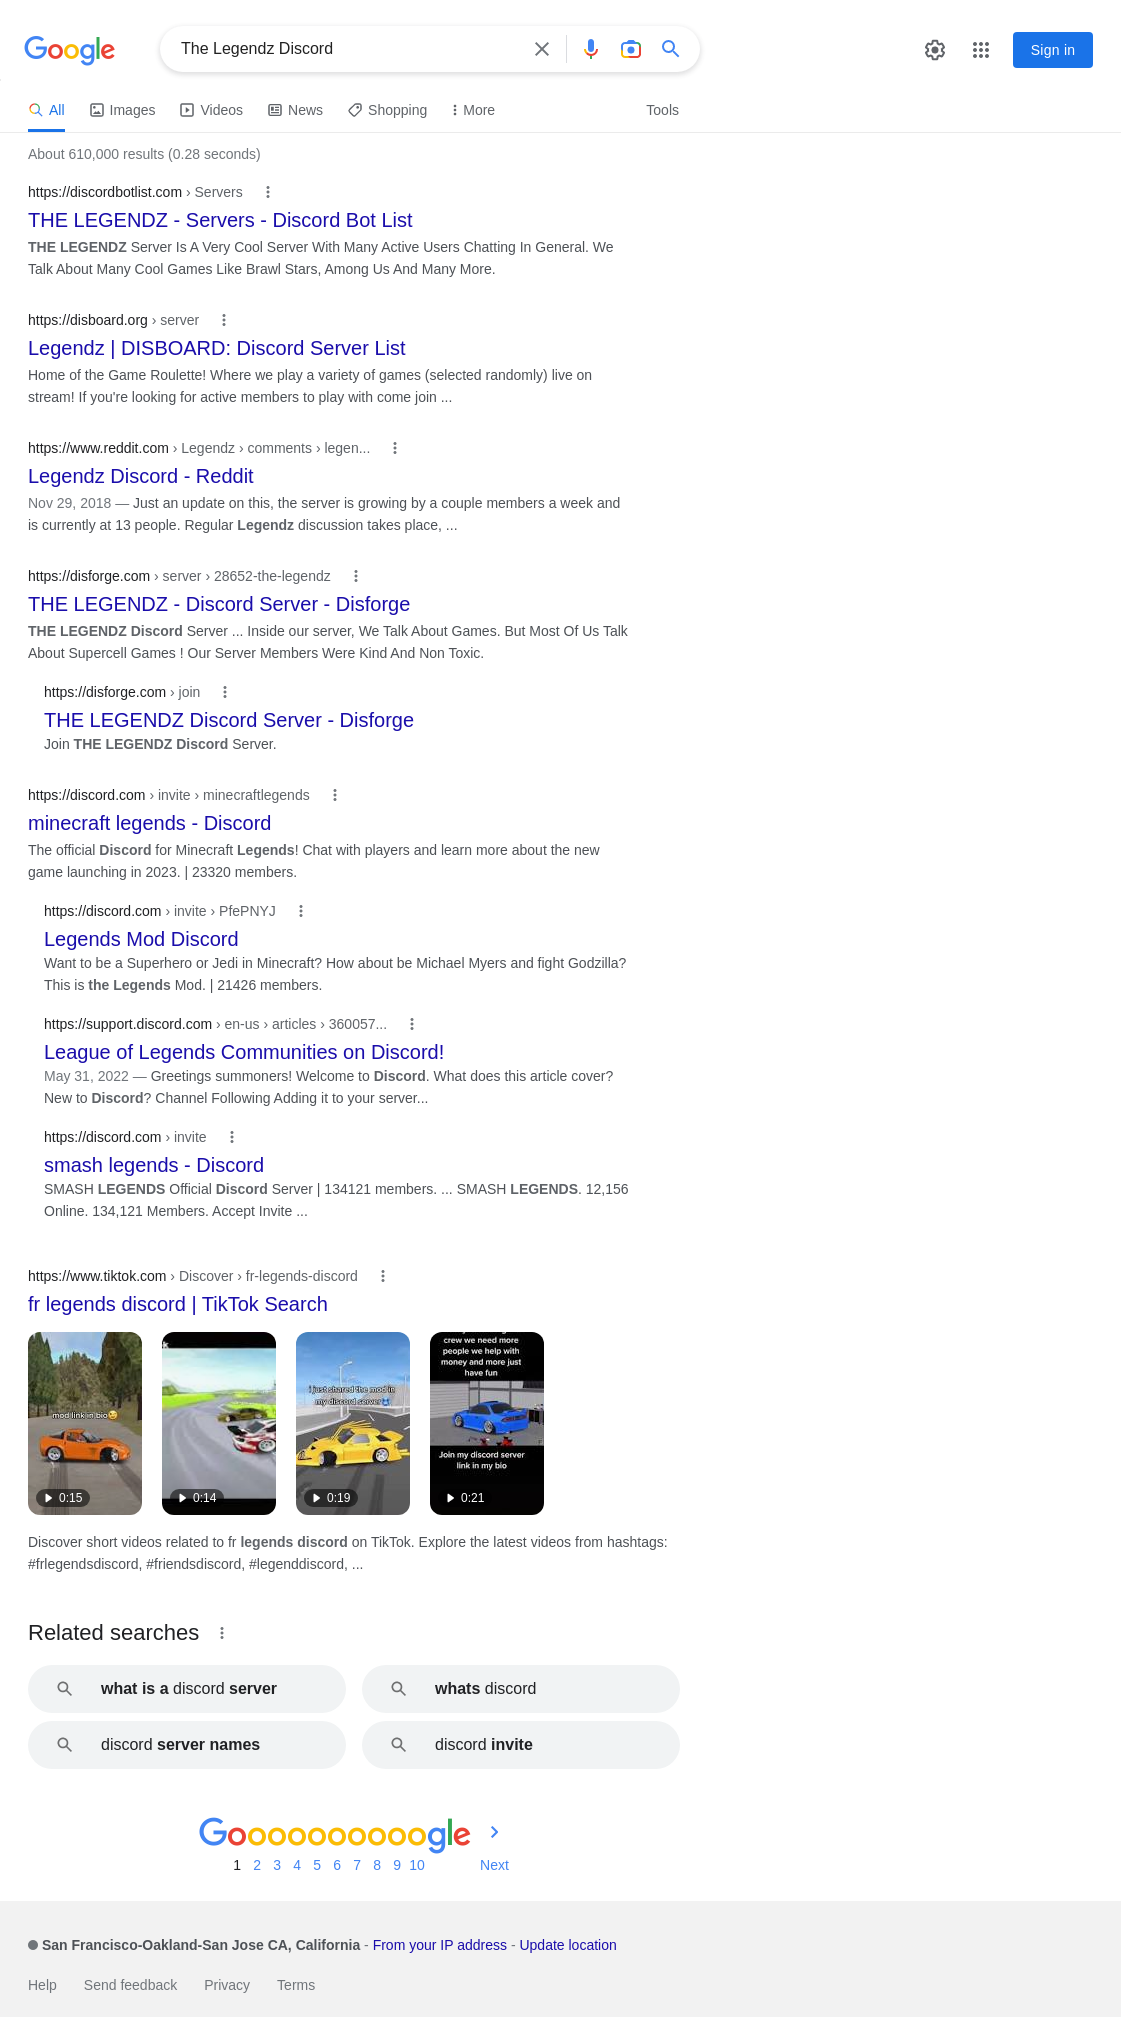 Google
The Legendz Discord
Sign in
All
Images
Videos
News
Shopping
More
Tools
About 610,000 results (0.28 seconds)
https://discordbotlist.com › Servers
THE LEGENDZ - Servers - Discord Bot List
THE LEGENDZ Server Is A Very Cool Server With Many Active Users Chatting In General. We
Talk About Many Cool Games Like Brawl Stars, Among Us And Many More.
https://disboard.org › server
Legendz | DISBOARD: Discord Server List
Home of the Game Roulette! Where we play a variety of games (selected randomly) live on
stream! If you're looking for active members to play with come join ...
https://www.reddit.com › Legendz › comments › legen...
Legendz Discord - Reddit
Nov 29, 2018 — Just an update on this, the server is growing by a couple members a week and
is currently at 13 people. Regular Legendz discussion takes place, ...
https://disforge.com › server › 28652-the-legendz
THE LEGENDZ - Discord Server - Disforge
THE LEGENDZ Discord Server ... Inside our server, We Talk About Games. But Most Of Us Talk
About Supercell Games ! Our Server Members Were Kind And Non Toxic.
https://disforge.com › join
THE LEGENDZ Discord Server - Disforge
Join THE LEGENDZ Discord Server.
https://discord.com › invite › minecraftlegends
minecraft legends - Discord
The official Discord for Minecraft Legends! Chat with players and learn more about the new
game launching in 2023. | 23320 members.
https://discord.com › invite › PfePNYJ
Legends Mod Discord
Want to be a Superhero or Jedi in Minecraft? How about be Michael Myers and fight Godzilla?
This is the Legends Mod. | 21426 members.
https://support.discord.com › en-us › articles › 360057...
League of Legends Communities on Discord!
May 31, 2022 — Greetings summoners! Welcome to Discord. What does this article cover?
New to Discord? Channel Following Adding it to your server...
https://discord.com › invite
smash legends - Discord
SMASH LEGENDS Official Discord Server | 134121 members. ... SMASH LEGENDS. 12,156
Online. 134,121 Members. Accept Invite ...
https://www.tiktok.com › Discover › fr-legends-discord
fr legends discord | TikTok Search
mod link in bio
0:15
0:14
i just shared the mod in
my discord server
0:19
crew we need more
people we help with
money and more just
have fun
Join my discord server
link in my bio
0:21
Discover short videos related to fr legends discord on TikTok. Explore the latest videos from hashtags:
#frlegendsdiscord, #friendsdiscord, #legenddiscord, ...
Related searches
what is a discord server
whats discord
discord server names
discord invite
Goooooooooogle
1 2 3 4 5 6 7 8 9 10 Next
San Francisco-Oakland-San Jose CA, California - From your IP address - Update location
Help Send feedback Privacy Terms